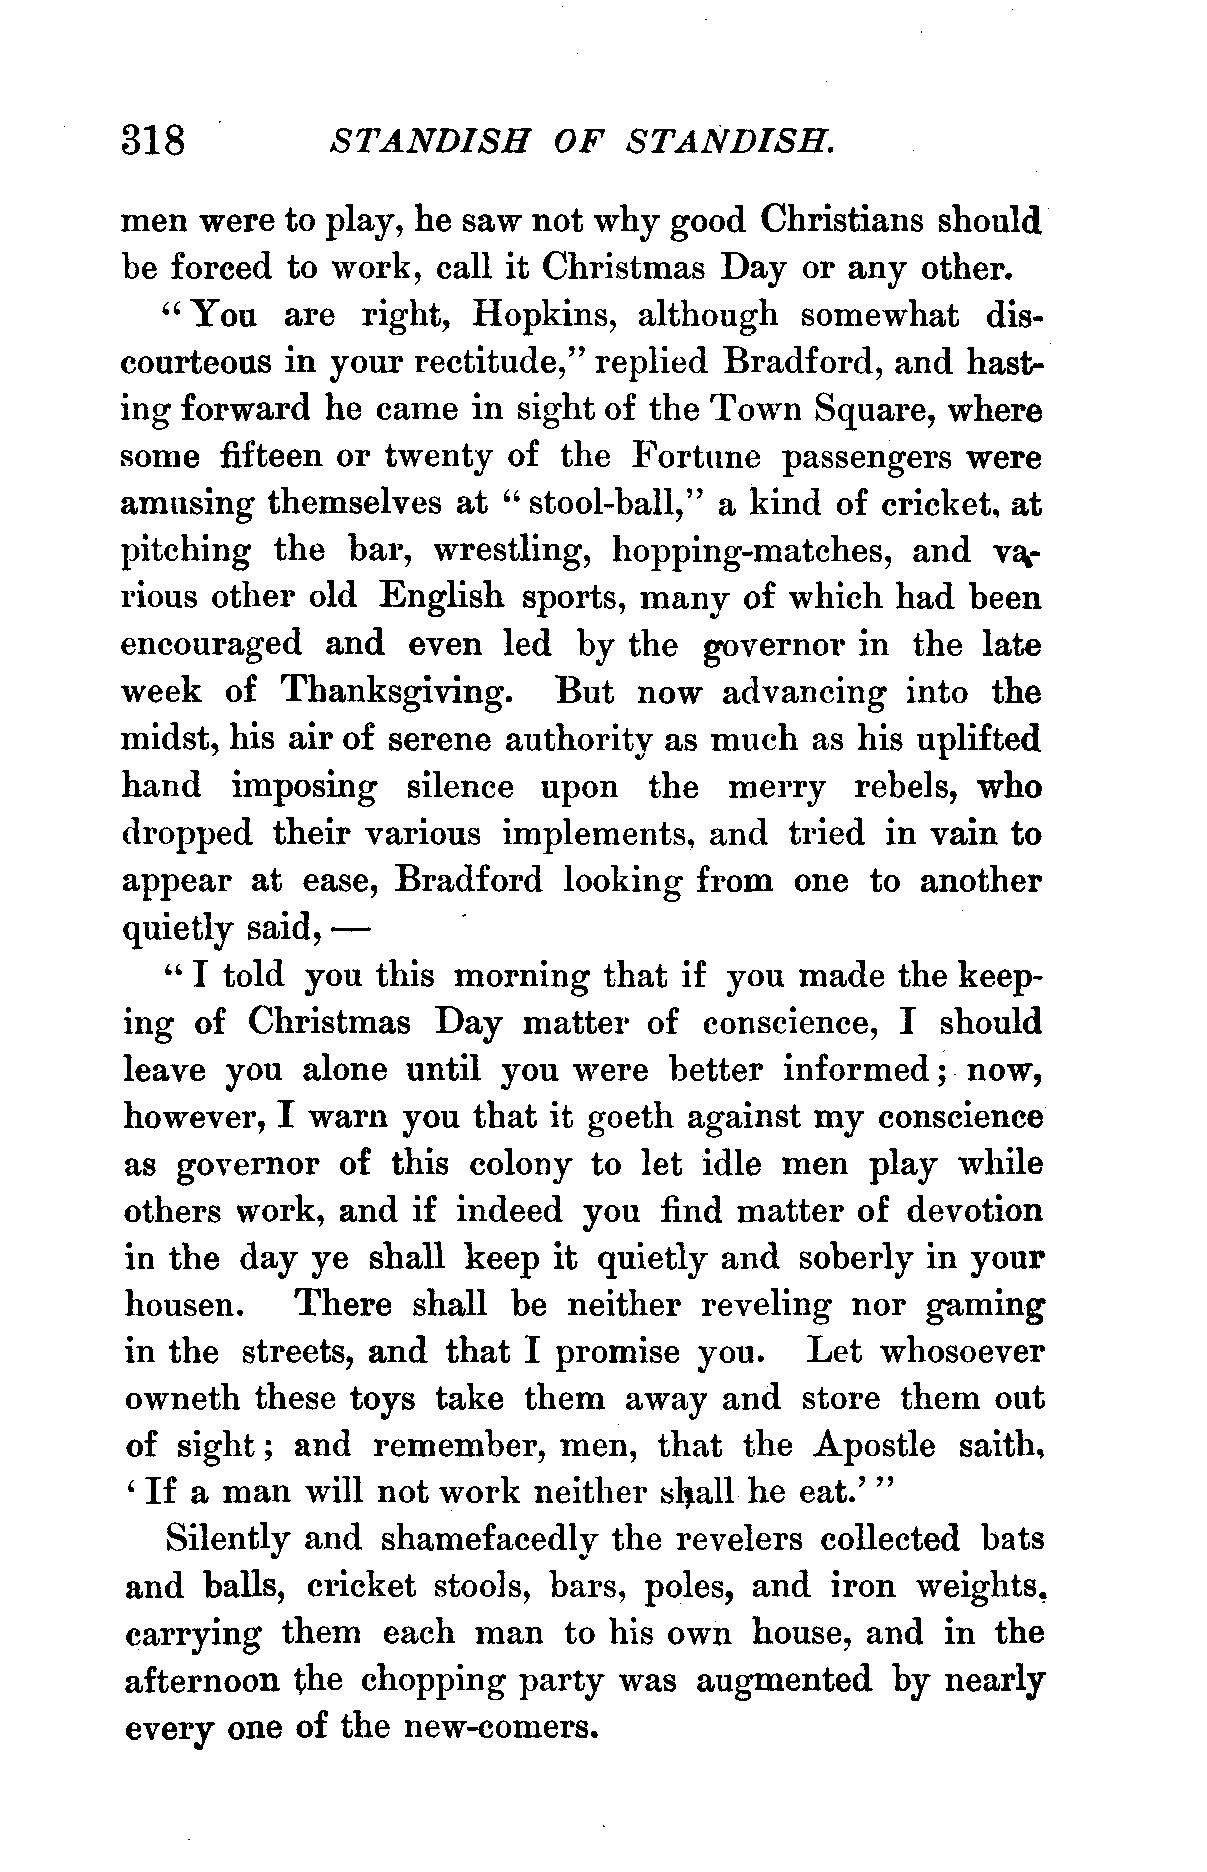 318 STANDISH OF STANDISH.
men were to play, he saw not why good Christians should
be forced to work, call it Christmas Day or any other.
“ You are right, Hopkins, although somewhat dis-
courteous in your rectitude,” replied Bradford, and hast-
ing forward he came in sight of the Town Square, where
some fifteen or twenty of the Fortune passengers were
amusing themselves at “ stool-ball,” a kind of cricket, at
pitching the bar, wrestling, hopping-matches, and va-
rious other old English sports, many of which had been
encouraged and even led by the governor in the late
week of Thanksgiving. But now advancing into the
midst, his air of serene authority as much as his uplifted
hand imposing silence upon the merry rebels, who
dropped their various implements, and tried in vain to
appear at ease, Bradford looking from one to another
quietly said, —
“ I told you this morning that if you made the keep-
ing of Christmas Day matter of conscience, I should
leave you alone until you were better informed ; now,
however, I warn you that it goeth against my conscience
as governor of this colony to let idle men play while
others work, and if indeed you find matter of devotion
in the day ye shall keep it quietly and soberly in your
housen. There shall be neither reveling nor gaming
in the streets, and that I promise you. Let whosoever
owneth these toys take them away and store them out
of sight ; and remember, men, that the Apostle saith,
‘ If a man will not work neither shall he eat.’ ”
Silently and shamefacedly the revelers collected bats
and balls, cricket stools, bars, poles, and iron weights,
carrying them each man to his own house, and in the
afternoon the chopping party was augmented by nearly
every one of the new-comers.